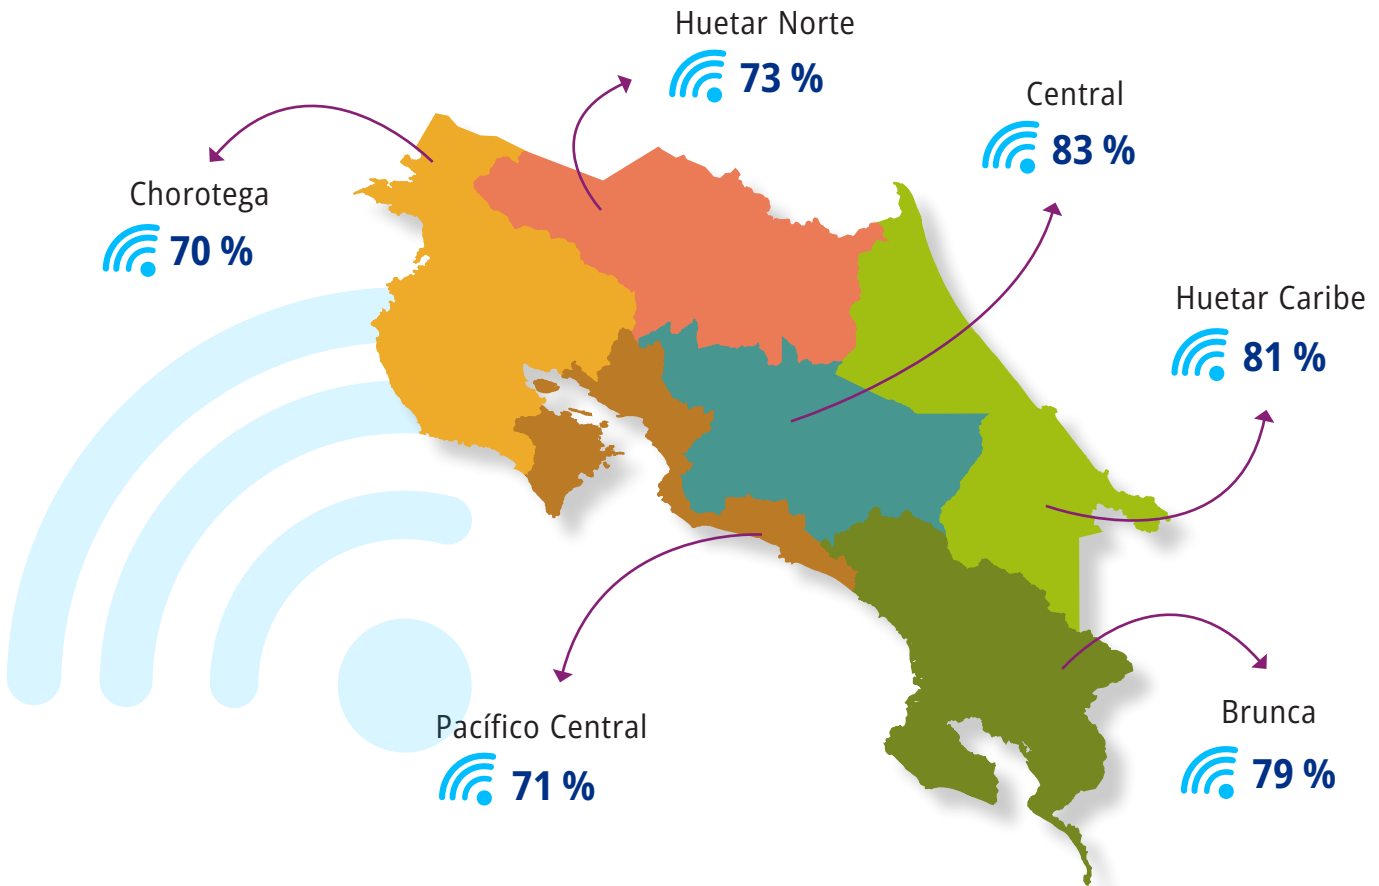 Huetar Norte
73 %
Central
83 %
Chorotega
70 %
Huetar Caribe
81 %
Pacífico Central
71 %
Brunca
79 %